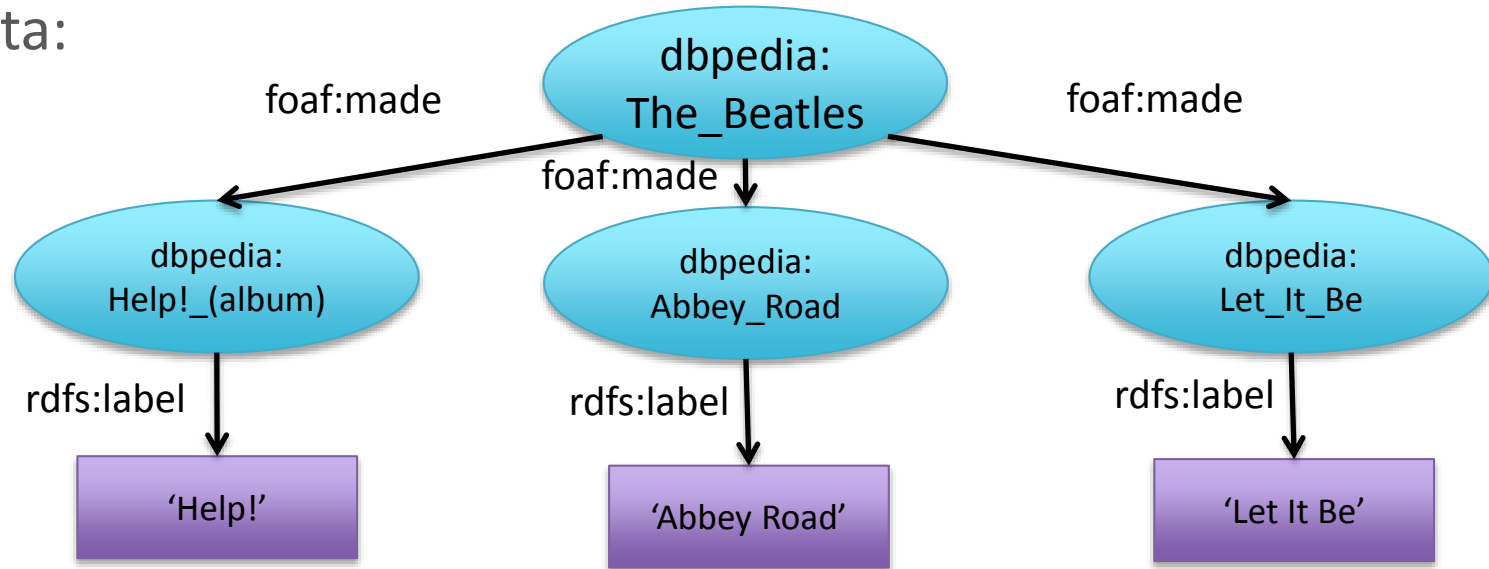 ta:
dbpedia:
The_Beatles
foaf:made
foaf:made
foaf:made
dbpedia:
Help!_(album)
dbpedia:
Abbey_Road
dbpedia:
Let_It_Be
rdfs:label
rdfs:label
rdfs:label
‘Help!’
‘Abbey Road’
‘Let It Be’